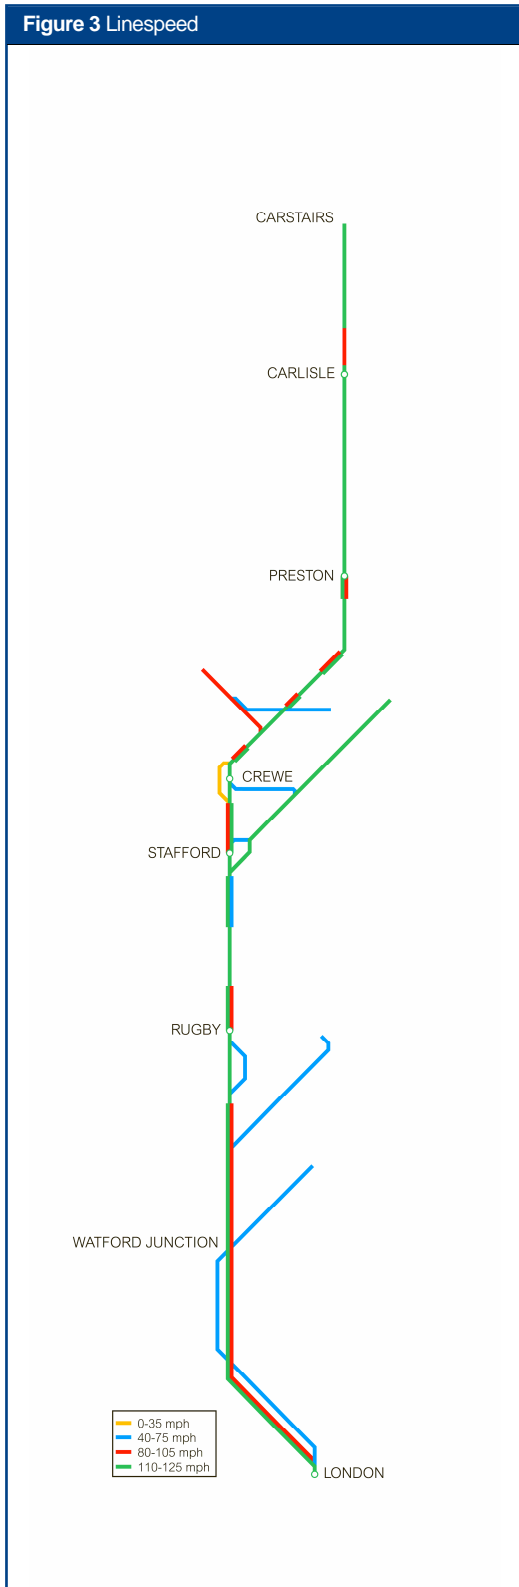 Figure 3 Linespeed
CARSTAIRS
CARLISLE
PRESTON
CREWE
STAFFORD
RUGBY
WATFORD JUNCTION
0-35 mph
40-75 mph
80-105 mph
110-125 mph
LONDON